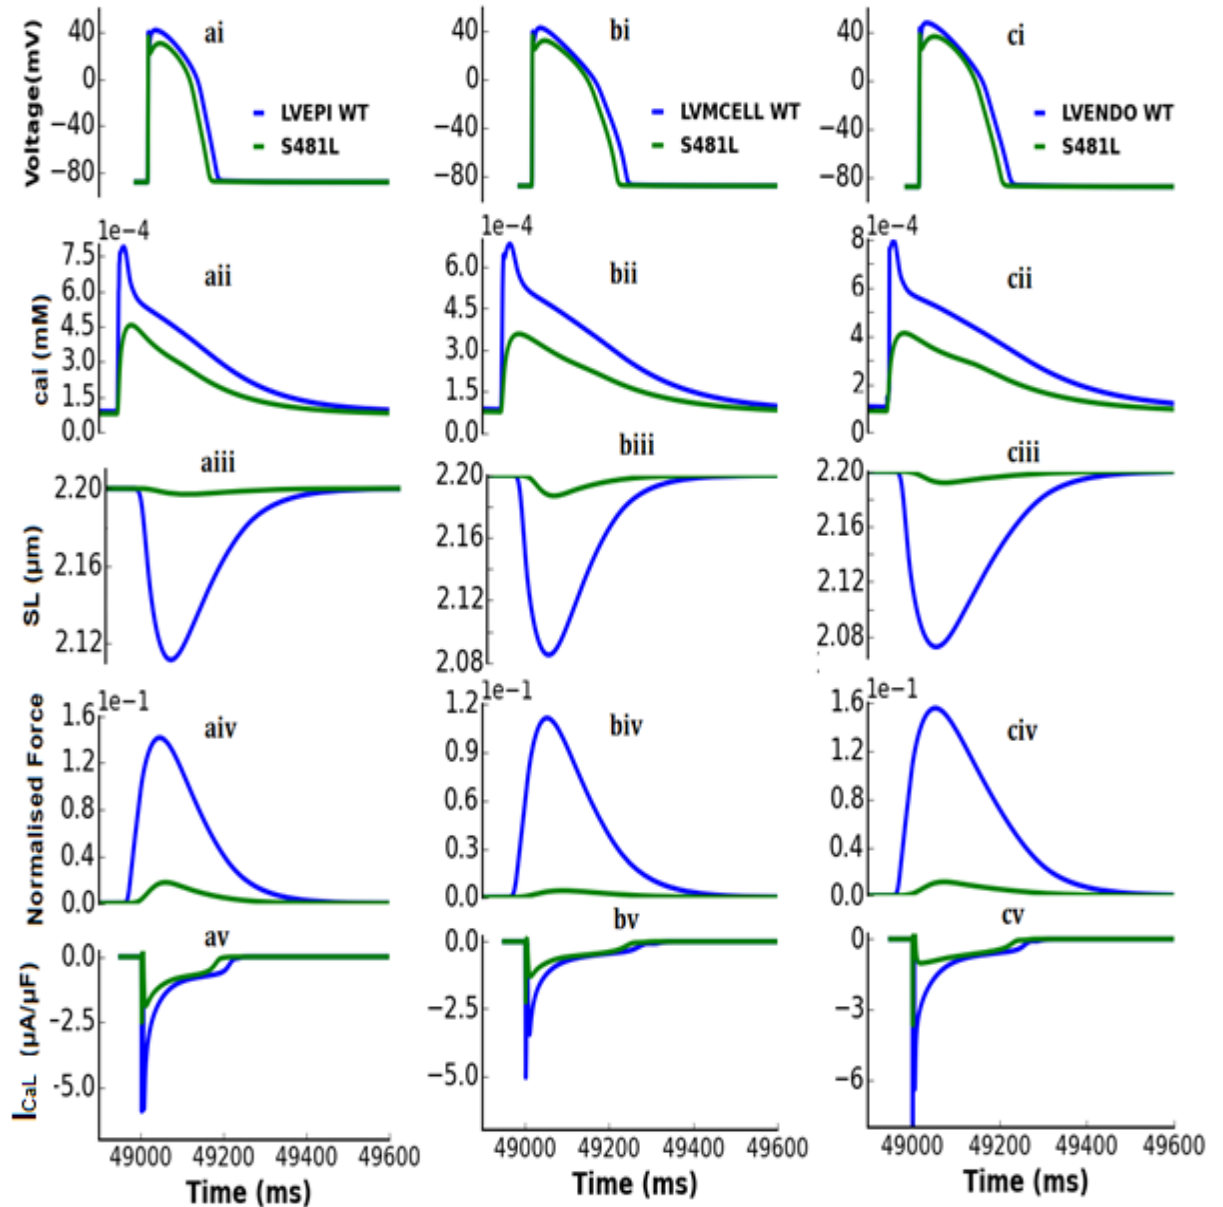 Voltage(mV)
40
0
−40
−80
ai
LVEPI WT
S481L
40
0
−40
−80
bi
LVMCELL WT
S481L
40
0
−40
−80
ci
LVENDO WT
S481L
cai (mM)
1e−4
7.5
6.0
4.5
3.0
1.5
0.0
aii
1e−4
6.0
4.5
3.0
1.5
0.0
bii
1e−4
8
6
4
2
0
cii
SL (µm)
2.20
2.16
2.12
aiii
2.20
2.16
2.12
2.08
biii
2.20
2.16
2.12
2.08
ciii
Normalised Force
1e−1
1.6
1.2
0.8
0.4
0.0
aiv
1e−1
1.2
0.9
0.6
0.3
0.0
biv
1e−1
1.6
1.2
0.8
0.4
0.0
civ
ICaL (µA/µF)
0.0
−2.5
-5.0
av
0.0
−2.5
−5.0
bv
0
−3
−6
cv
49000 49200 49400 49600
Time (ms)
49000 49200 49400 49600
Time (ms)
49000 49200 49400 49600
Time (ms)